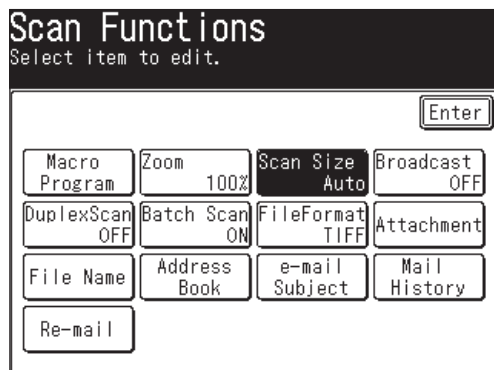 Scan Functions
Select item to edit.
Enter
Macro Program
Zoom 100%
Scan Size Auto
Broadcast OFF
DuplexScan OFF
Batch Scan ON
FileFormat TIFF
Attachment
File Name
Address Book
e-mail Subject
Mail History
Re-mail